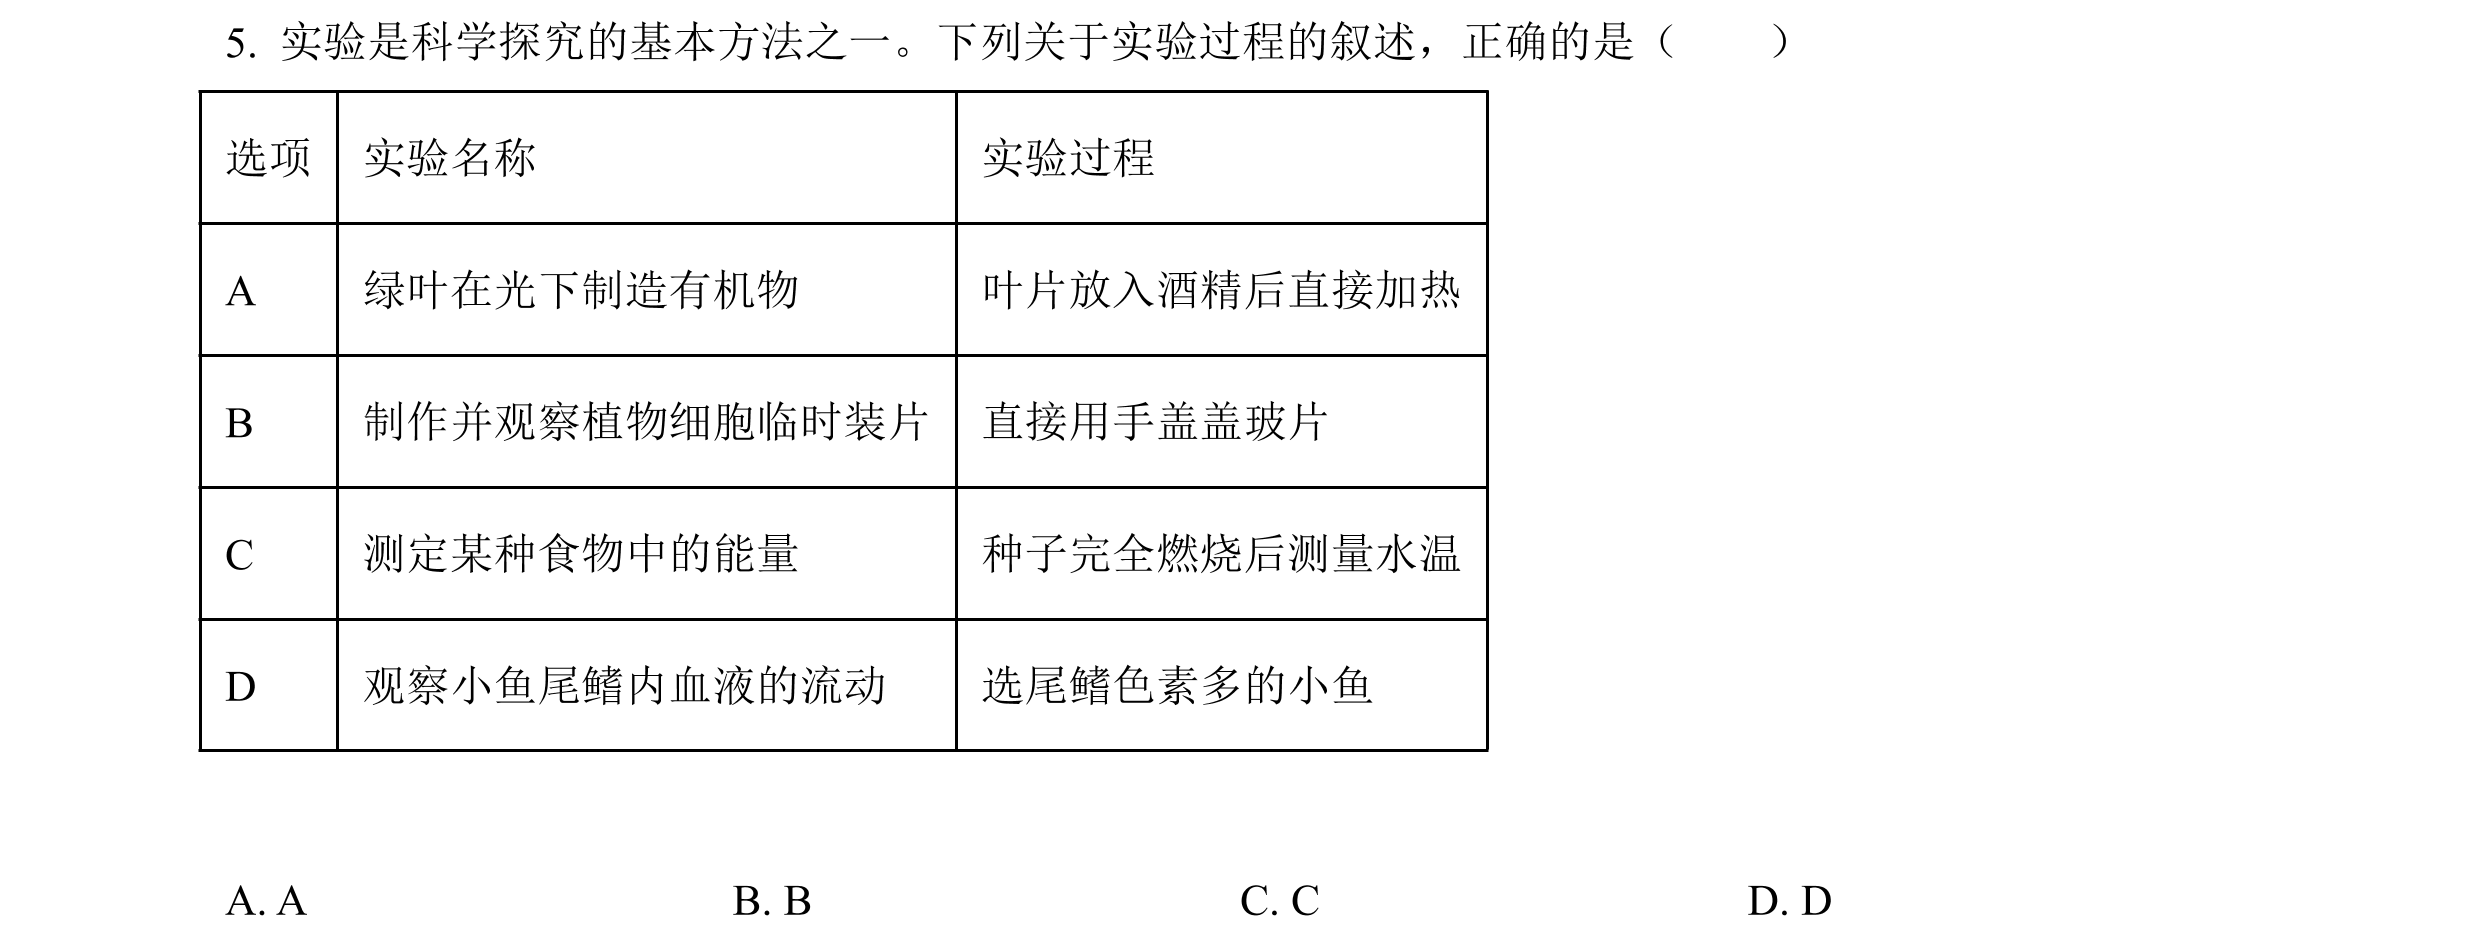 5. 实验是科学探究的基本方法之一。下列关于实验过程的叙述，正确的是（　　）
选项 实验名称 实验过程
A 绿叶在光下制造有机物 叶片放入酒精后直接加热
B 制作并观察植物细胞临时装片 直接用手盖盖玻片
C 测定某种食物中的能量 种子完全燃烧后测量水温
D 观察小鱼尾鳍内血液的流动 选尾鳍色素多的小鱼
A. A B. B C. C D. D